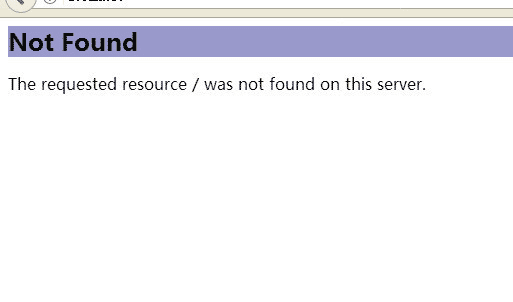 Not Found
The requested resource / was not found on this server.